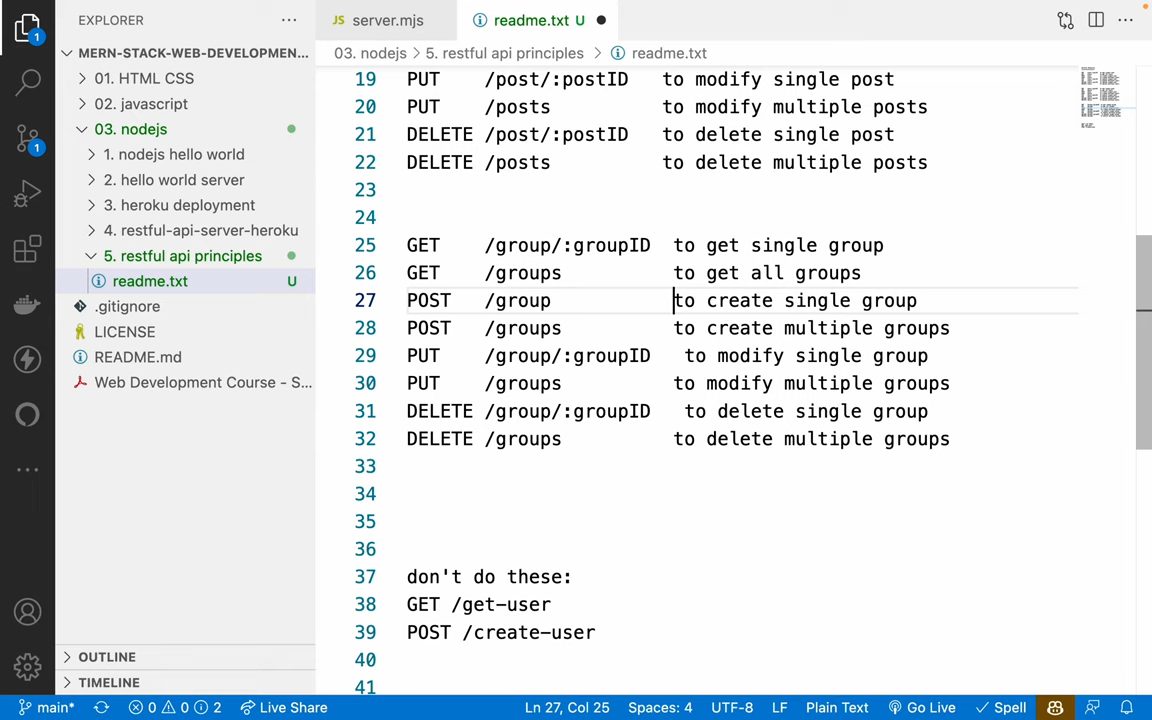 EXPLORER
server.mjs
readme.txt U
MERN-STACK-WEB-DEVELOPMEN...
03. nodejs > 5. restful api principles > readme.txt
01. HTML CSS
02. javascript
03. nodejs
1. nodejs hello world
2. hello world server
3. heroku deployment
4. restful-api-server-heroku
5. restful api principles
readme.txt U
.gitignore
LICENSE
README.md
Web Development Course - S...
19 PUT /post/:postID to modify single post
20 PUT /posts to modify multiple posts
21 DELETE /post/:postID to delete single post
22 DELETE /posts to delete multiple posts
23
24
25 GET /group/:groupID to get single group
26 GET /groups to get all groups
27 POST /group to create single group
28 POST /groups to create multiple groups
29 PUT /group/:groupID to modify single group
30 PUT /groups to modify multiple groups
31 DELETE /group/:groupID to delete single group
32 DELETE /groups to delete multiple groups
33
34
35
36
37 don't do these:
38 GET /get-user
39 POST /create-user
40
41
OUTLINE
TIMELINE
main* 0 0 2 Live Share Ln 27, Col 25 Spaces: 4 UTF-8 LF Plain Text Go Live Spell